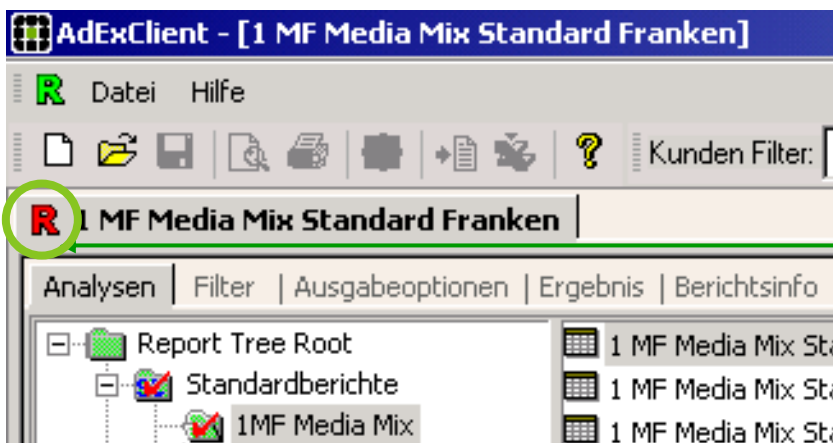 AdExClient - [1 MF Media Mix Standard Franken]
R Datei Hilfe
? Kunden Filter:
R 1 MF Media Mix Standard Franken
Analysen | Filter | Ausgabeoptionen | Ergebnis | Berichtsinfo
Report Tree Root 1 MF Media Mix Sta
Standardberichte 1 MF Media Mix Sta
1MF Media Mix 1 MF Media Mix Sta